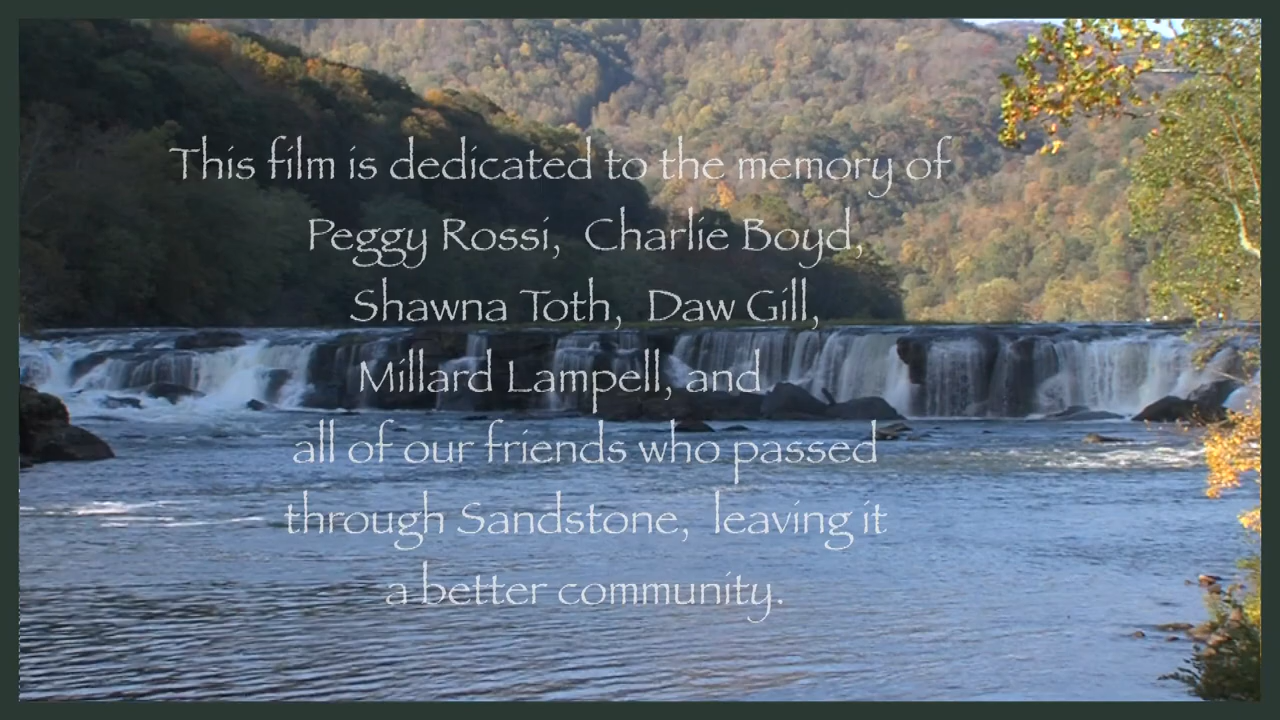 This film is dedicated to the memory of
Peggy Rossi, Charlie Boyd,
Shawna Toth, Daw Gill,
Millard Lampell, and
all of our friends who passed
through Sandstone, leaving it
a better community.